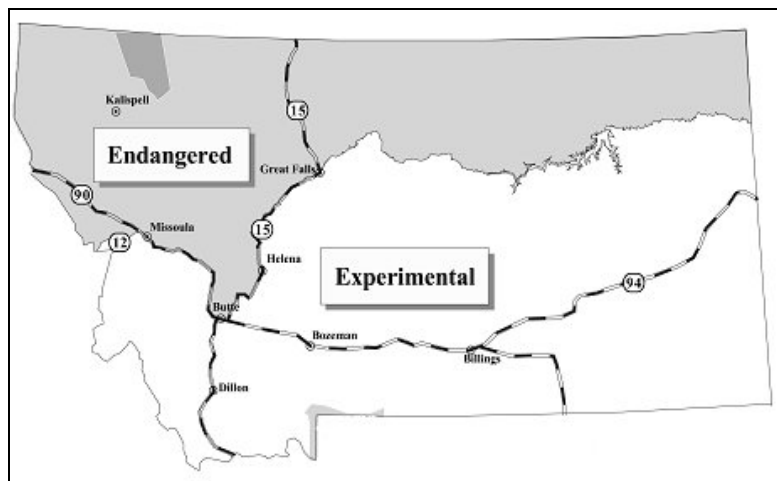 Kalispell
15
Endangered
Great Falls
90
Missoula
12
15
Helena
Experimental
94
Butte
Bozeman
Billings
Dillon